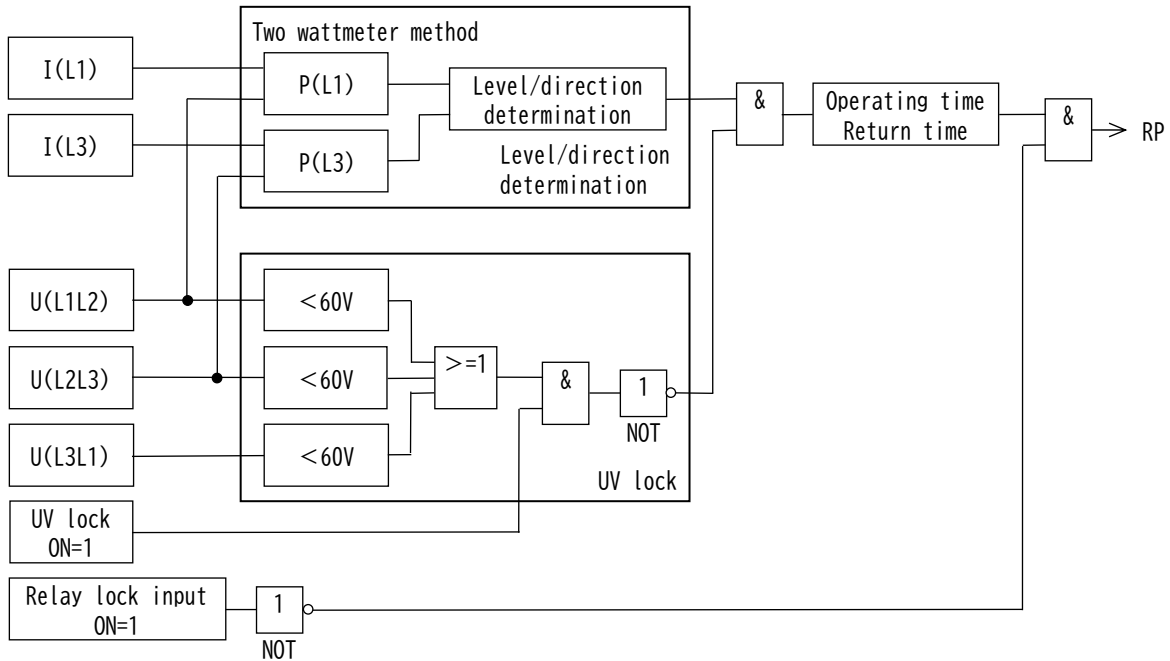 Two wattmeter method
I(L1)
P(L1)
Level/direction
determination
&
Operating time
Return time
&
RP
I(L3)
P(L3)
Level/direction
determination
U(L1L2)
<60V
U(L2L3)
<60V
>=1
&
1
NOT
U(L3L1)
<60V
UV lock
UV lock
ON=1
Relay lock input
ON=1
1
NOT